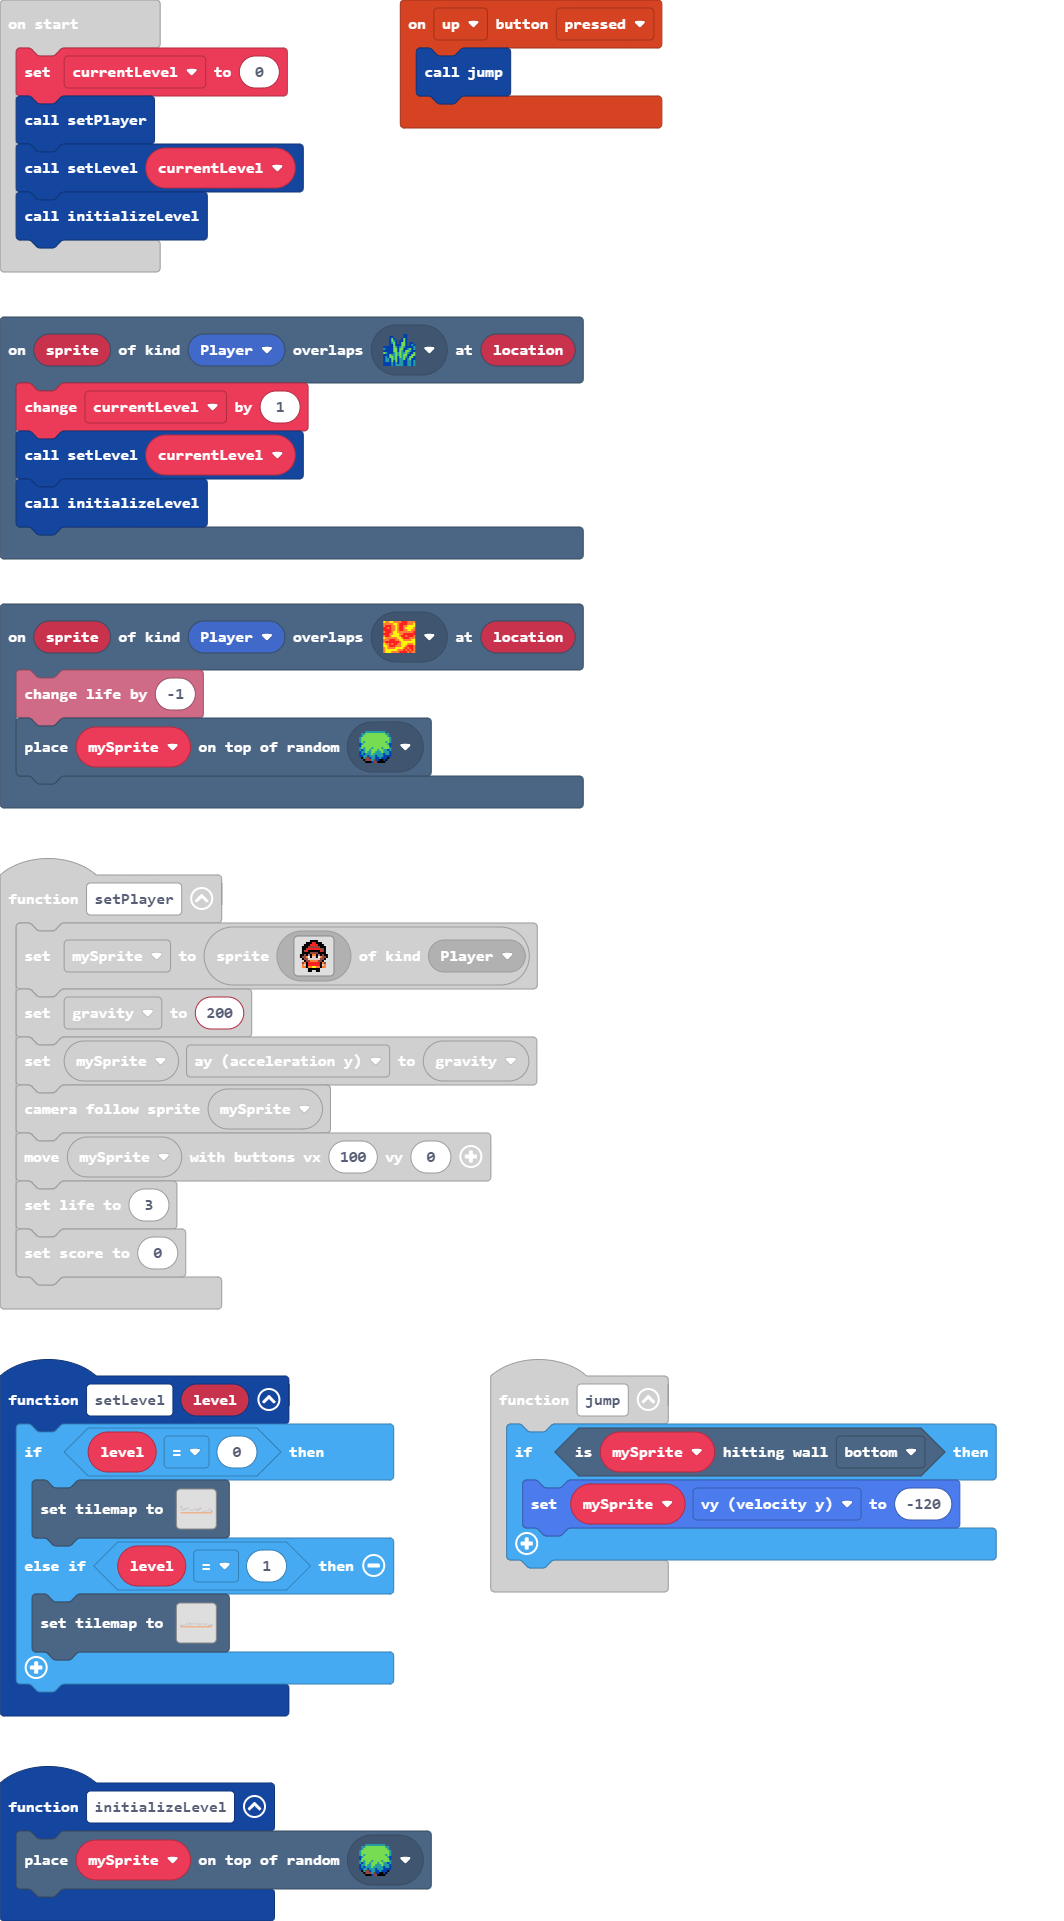 on start
set currentLevel to 0
call setPlayer
call setLevel currentLevel
call initializeLevel
on up button pressed
call jump
on sprite of kind Player overlaps at location
change currentLevel by 1
call setLevel currentLevel
call initializeLevel
on sprite of kind Player overlaps at location
change life by -1
place mySprite on top of random
function setPlayer
set mySprite to sprite of kind Player
set gravity to 200
set mySprite ay (acceleration y) to gravity
camera follow sprite mySprite
move mySprite with buttons vx 100 vy 0
set life to 3
set score to 0
function setLevel level
if level = 0 then
set tilemap to
else if level = 1 then
set tilemap to
function jump
if is mySprite hitting wall bottom then
set mySprite vy (velocity y) to -120
function initializeLevel
place mySprite on top of random